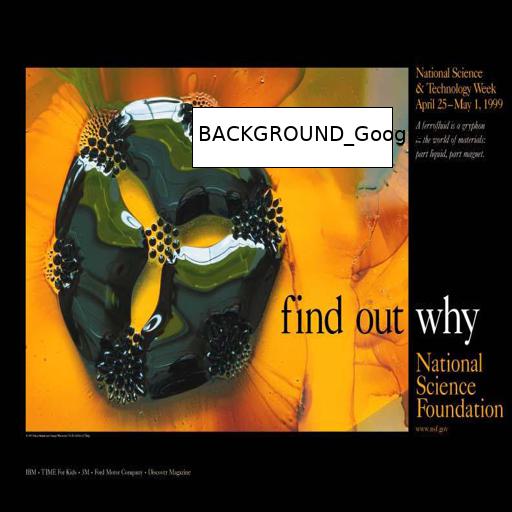 National Science
& Technology Week
April 25–May 1, 1999
A ferrofluid is a gryphon
in the world of materials:
part liquid, part magnet.
BACKGROUND_Goog
find out why
National
Science
Foundation
www.nsf.gov
IBM • TIME For Kids • 3M • Ford Motor Company • Discover Magazine